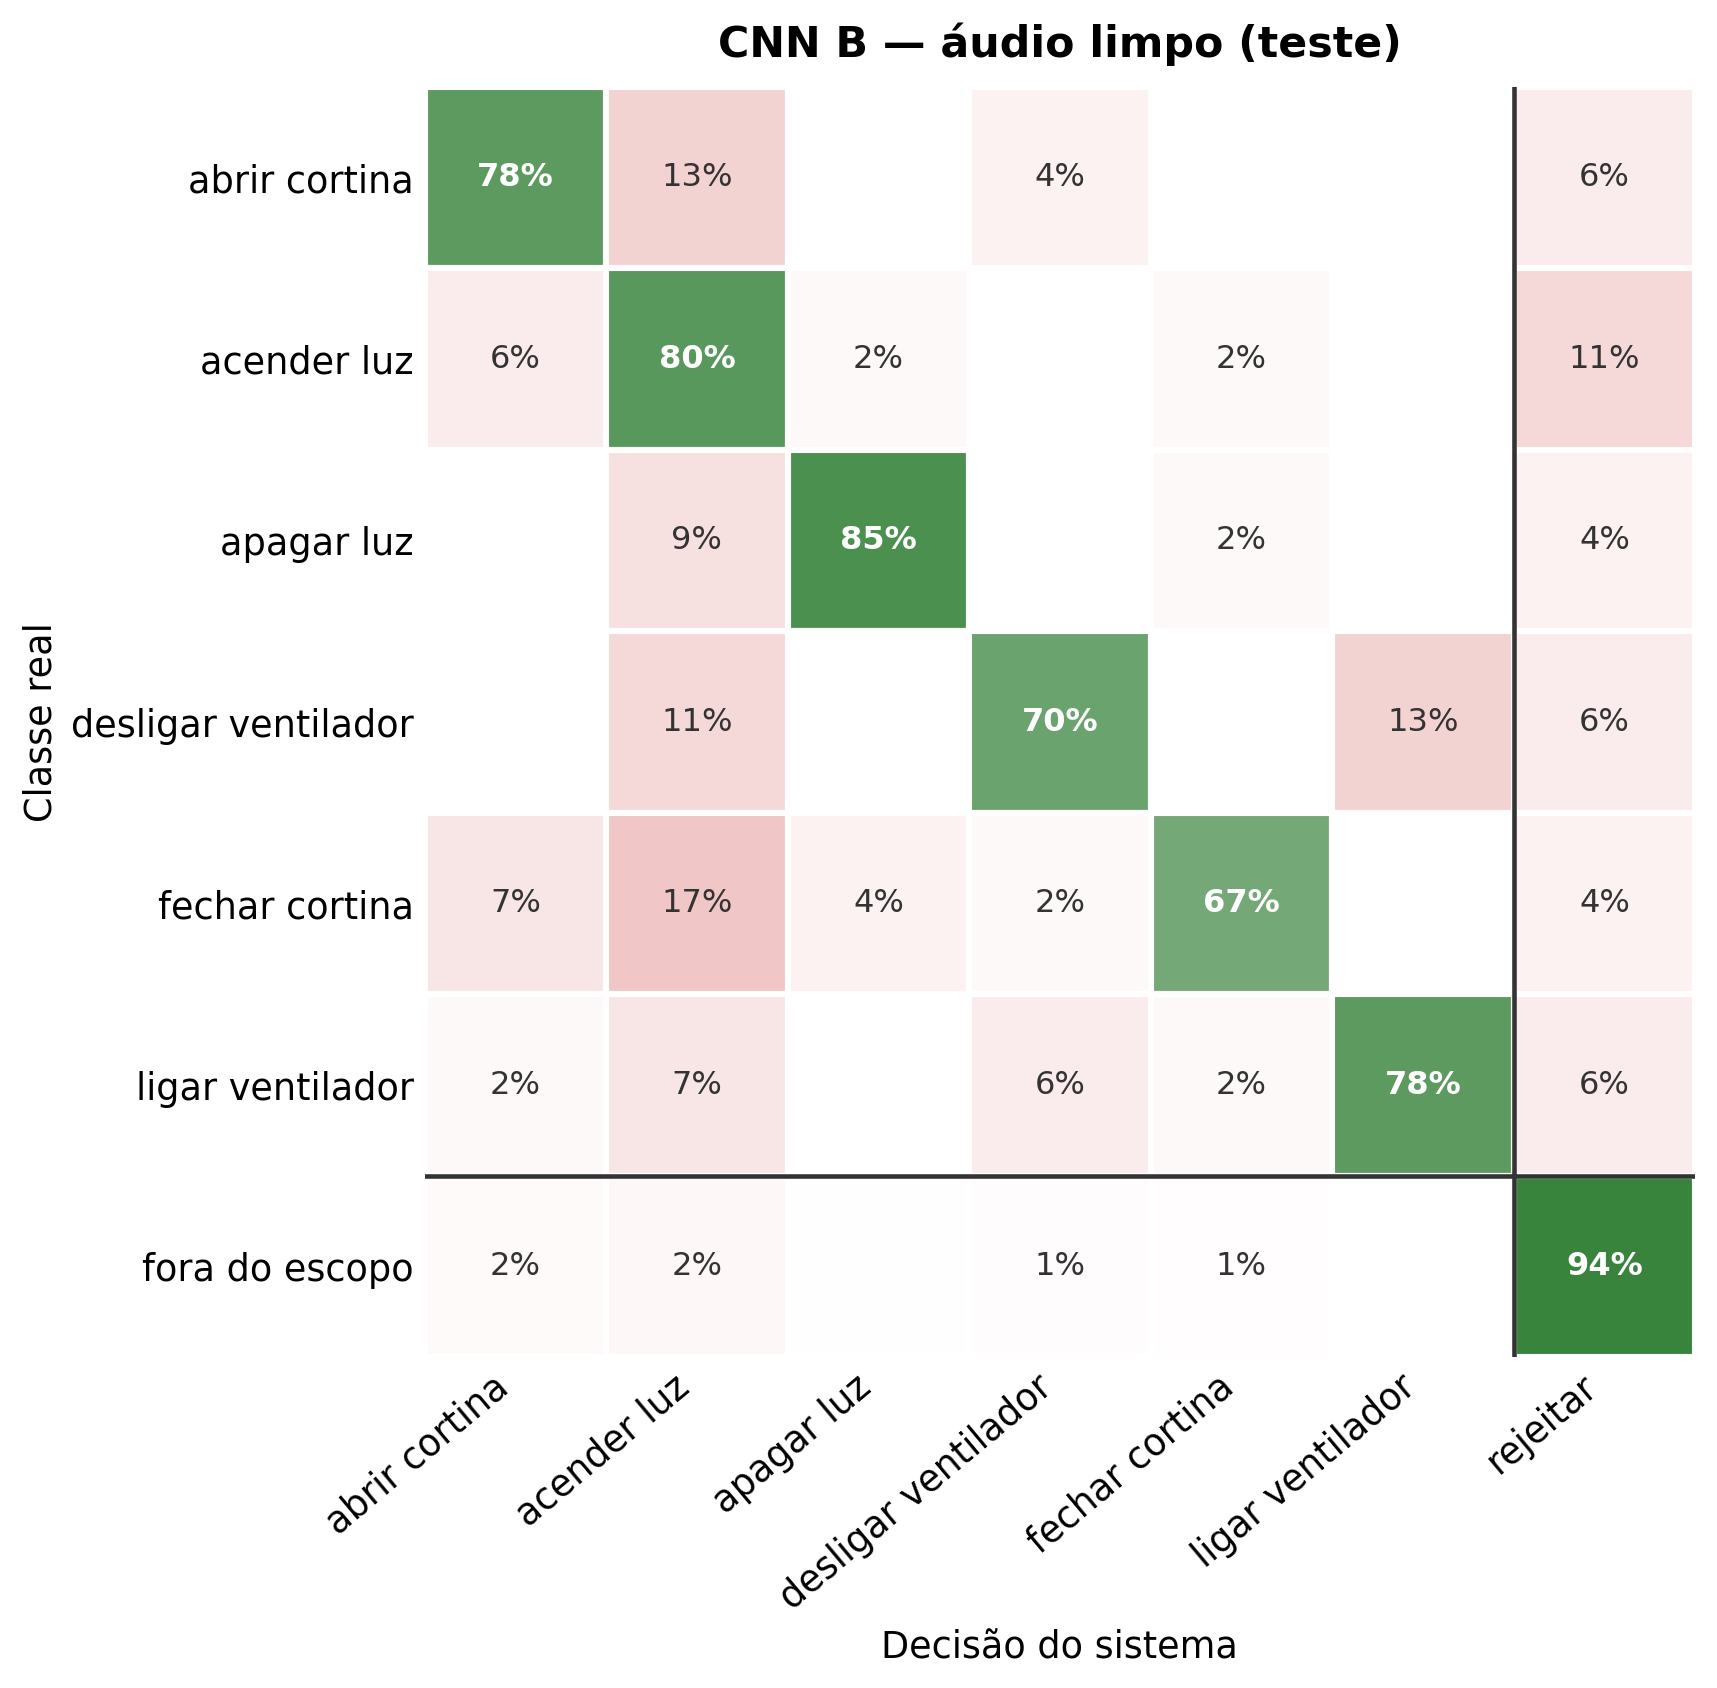 CNN B — áudio limpo (teste)
Classe real
abrir cortina 78% 13% 4% 6%
acender luz 6% 80% 2% 2% 11%
apagar luz 9% 85% 2% 4%
desligar ventilador 11% 70% 13% 6%
fechar cortina 7% 17% 4% 2% 67% 4%
ligar ventilador 2% 7% 6% 2% 78% 6%
fora do escopo 2% 2% 1% 1% 94%
abrir cortina
acender luz
apagar luz
desligar ventilador
fechar cortina
ligar ventilador
rejeitar
Decisão do sistema